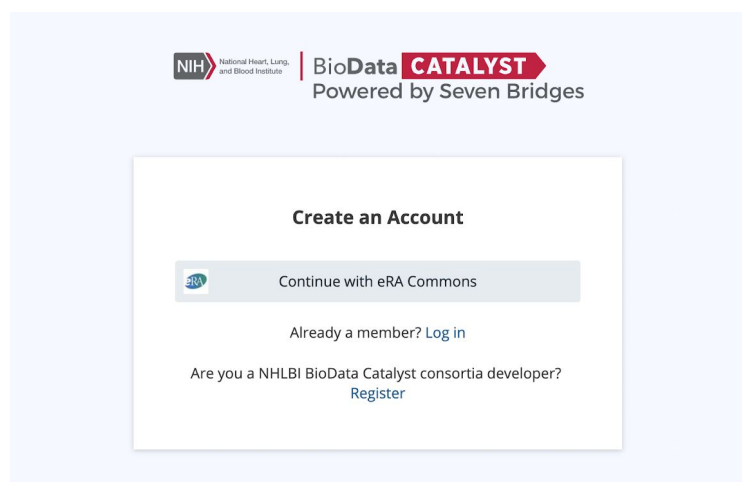 NIH National Heart, Lung,
and Blood Institute
BioData CATALYST
Powered by Seven Bridges
Create an Account
eRA
Continue with eRA Commons
Already a member? Log in
Are you a NHLBI BioData Catalyst consortia developer?
Register